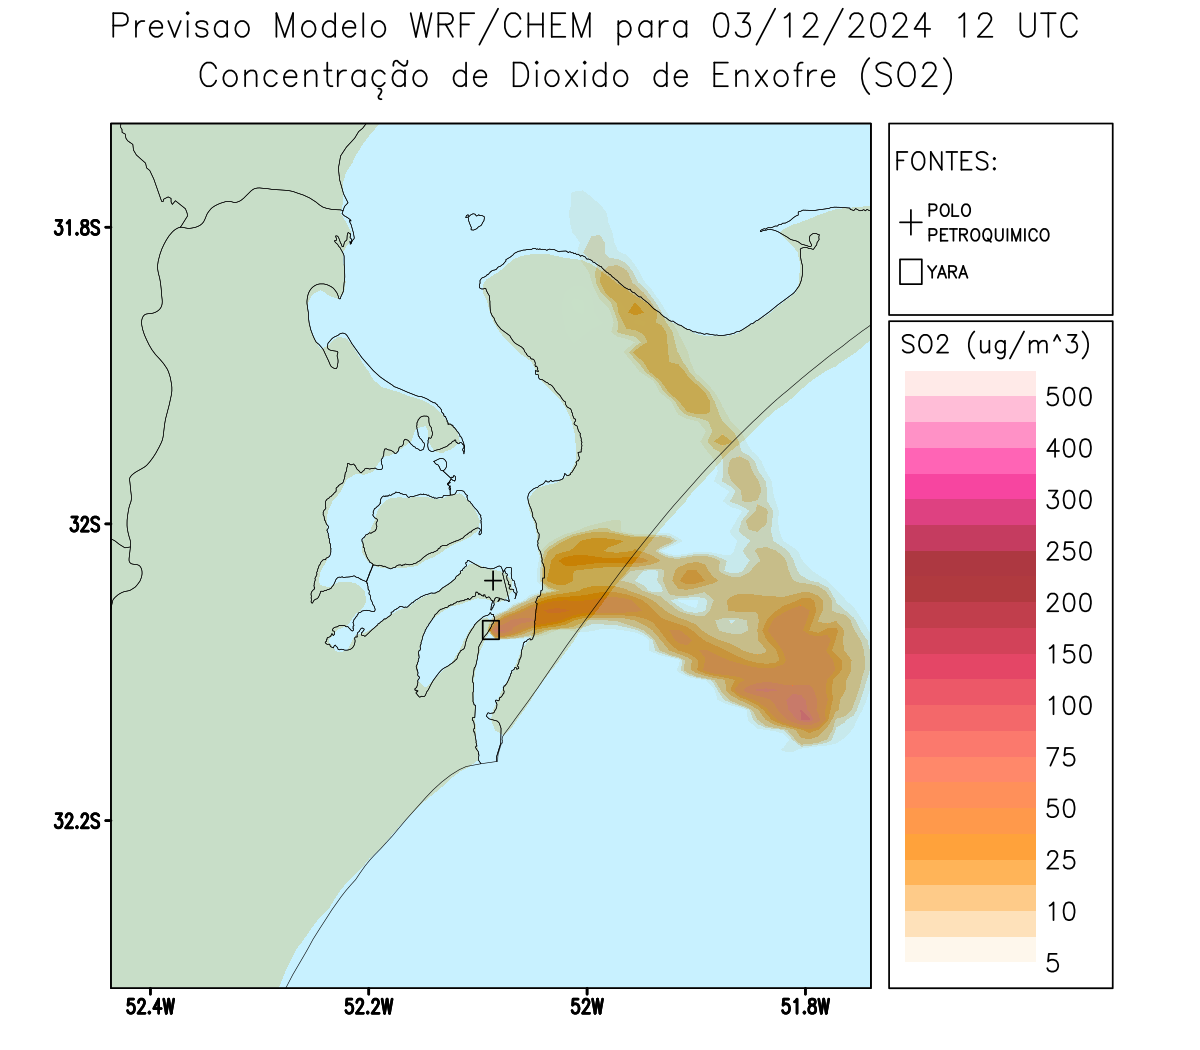 Previsao Modelo WRF/CHEM para 03/12/2024 12 UTC
Concentração de Dioxido de Enxofre (SO2)
FONTES:
POLO
PETROQUIMICO
YARA
SO2 (ug/m^3)
500
400
300
250
200
150
100
75
50
25
10
5
31.8S
32S
32.2S
52.4W
52.2W
52W
51.8W